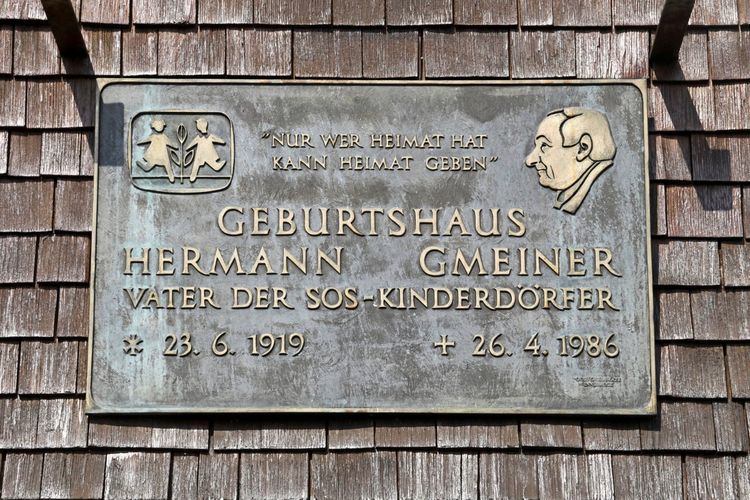 "NUR WER HEIMAT HAT
KANN HEIMAT GEBEN"
GEBURTSHAUS
HERMANN GMEINER
VATER DER SOS-KINDERDÖRFER
* 23. 6. 1919 + 26. 4. 1986